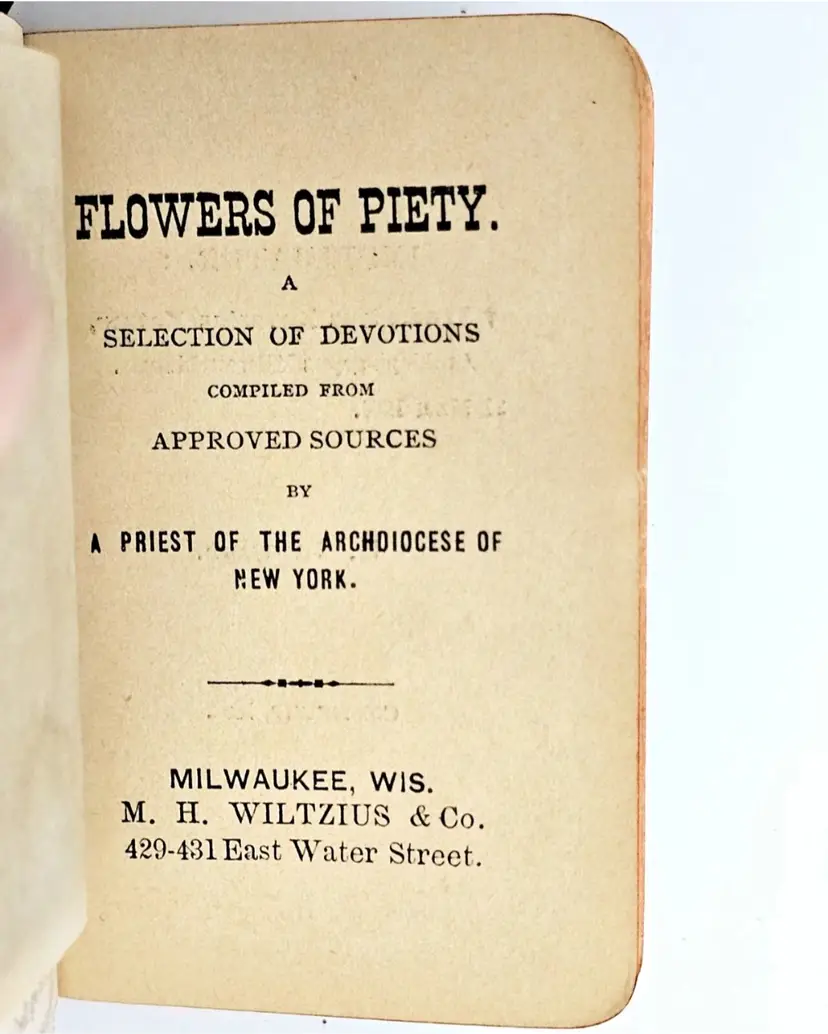 FLOWERS OF PIETY.
A
SELECTION OF DEVOTIONS
COMPILED FROM
APPROVED SOURCES
BY
A PRIEST OF THE ARCHDIOCESE OF
NEW YORK.
MILWAUKEE, WIS.
M. H. WILTZIUS & Co.
429-431 East Water Street.